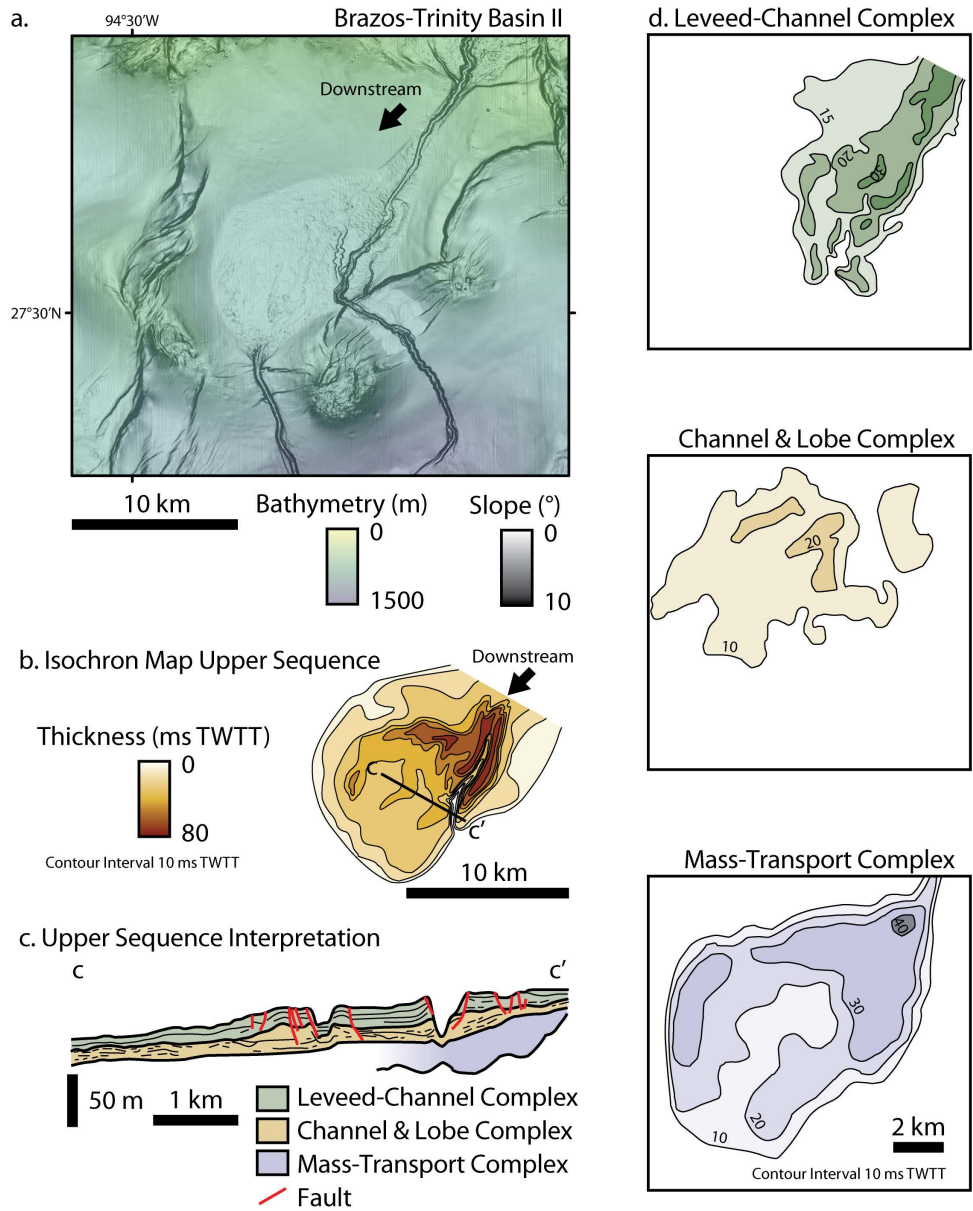 a.
94°30'W
Brazos-Trinity Basin II
Downstream
27°30'N
10 km
Bathymetry (m)
0
1500
Slope (°)
0
10
b. Isochron Map Upper Sequence
Downstream
Thickness (ms TWTT)
0
80
Contour Interval 10 ms TWTT
c
c'
10 km
c. Upper Sequence Interpretation
c
c'
50 m
1 km
Leveed-Channel Complex
Channel & Lobe Complex
Mass-Transport Complex
Fault
d. Leveed-Channel Complex
15
20
30
Channel & Lobe Complex
20
10
Mass-Transport Complex
40
30
20
10
2 km
Contour Interval 10 ms TWTT